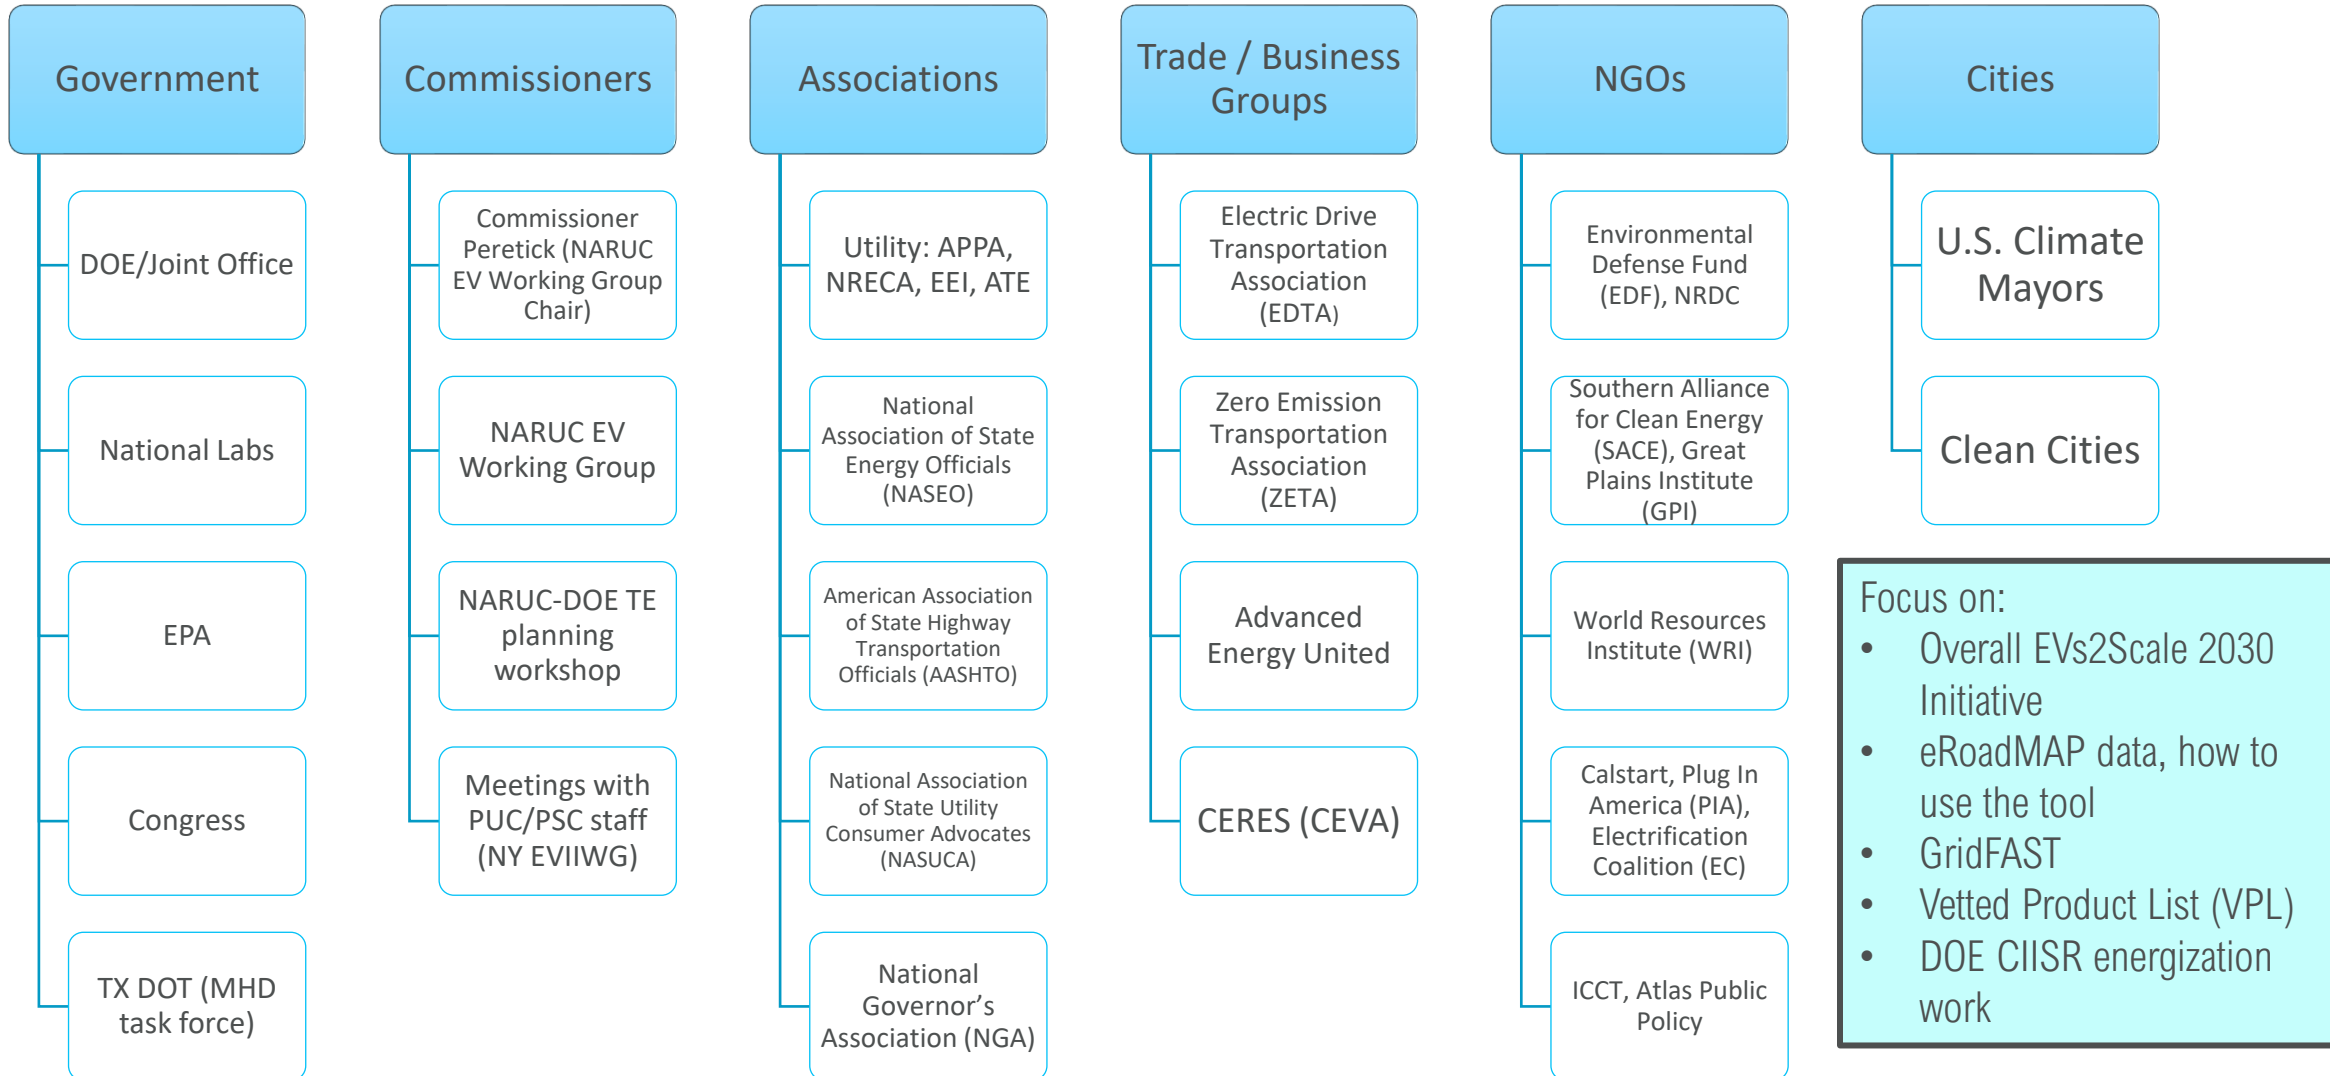 Government
DOE/Joint Office
National Labs
EPA
Congress
TX DOT (MHD
task force)
Commissioners
Commissioner
Peretick (NARUC
EV Working Group
Chair)
NARUC EV
Working Group
NARUC-DOE TE
planning
workshop
Meetings with
PUC/PSC staff
(NY EVIIWG)
Associations
Utility: APPA,
NRECA, EEI, ATE
National
Association of State
Energy Officials
(NASEO)
American Association
of State Highway
Transportation
Officials (AASHTO)
National Association
of State Utility
Consumer Advocates
(NASUCA)
National
Governor’s
Association (NGA)
Trade / Business
Groups
Electric Drive
Transportation
Association
(EDTA)
Zero Emission
Transportation
Association
(ZETA)
Advanced
Energy United
CERES (CEVA)
NGOs
Environmental
Defense Fund
(EDF), NRDC
Southern Alliance
for Clean Energy
(SACE), Great
Plains Institute
(GPI)
World Resources
Institute (WRI)
Calstart, Plug In
America (PIA),
Electrification
Coalition (EC)
ICCT, Atlas Public
Policy
Cities
U.S. Climate
Mayors
Clean Cities
Focus on:
• Overall EVs2Scale 2030
Initiative
• eRoadMAP data, how to
use the tool
• GridFAST
• Vetted Product List (VPL)
• DOE CIISR energization
work